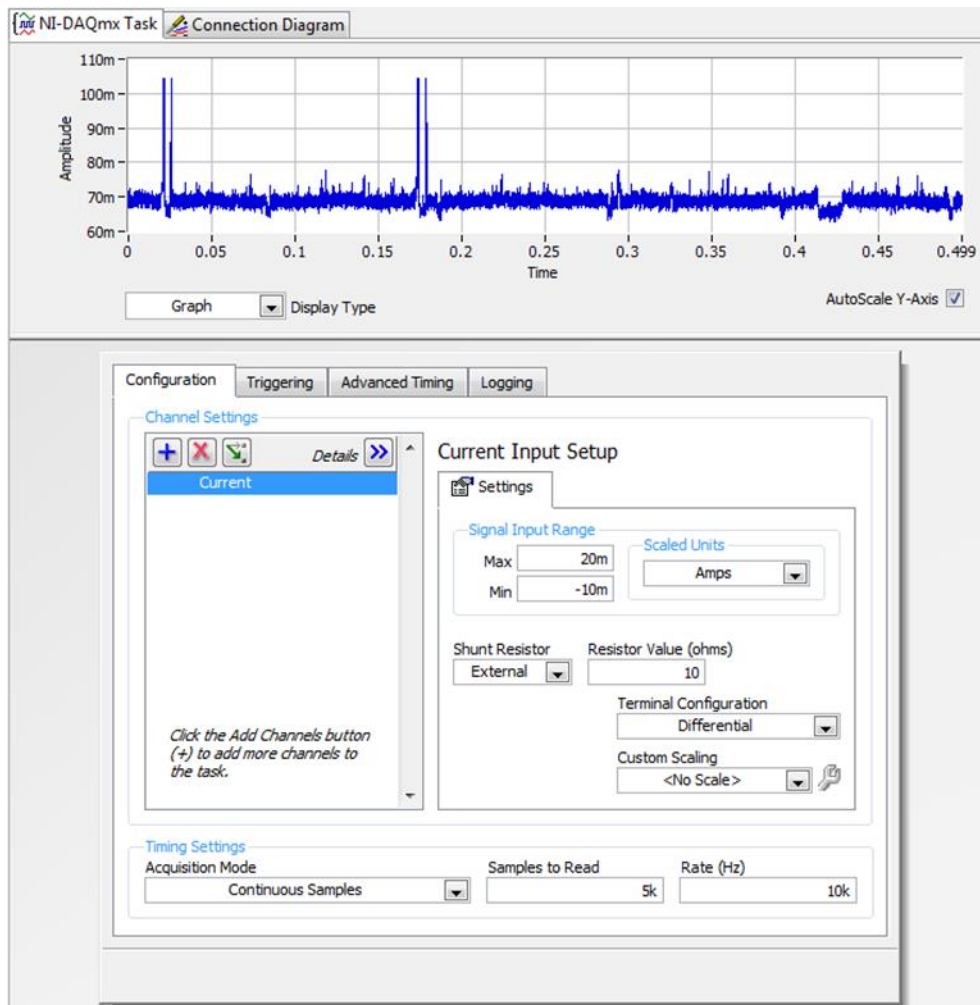 NI-DAQmx Task Connection Diagram
110m
100m
90m
80m
70m
60m
Amplitude
0 0.05 0.1 0.15 0.2 0.25 0.3 0.35 0.4 0.45 0.499
Time
Graph Display Type AutoScale Y-Axis
Configuration Triggering Advanced Timing Logging
Channel Settings
Details
Current
Click the Add Channels button
(+) to add more channels to
the task.
Current Input Setup
Settings
Signal Input Range
Max 20m
Min -10m
Scaled Units
Amps
Shunt Resistor Resistor Value (ohms)
External 10
Terminal Configuration
Differential
Custom Scaling
<No Scale>
Timing Settings
Acquisition Mode Samples to Read Rate (Hz)
Continuous Samples 5k 10k